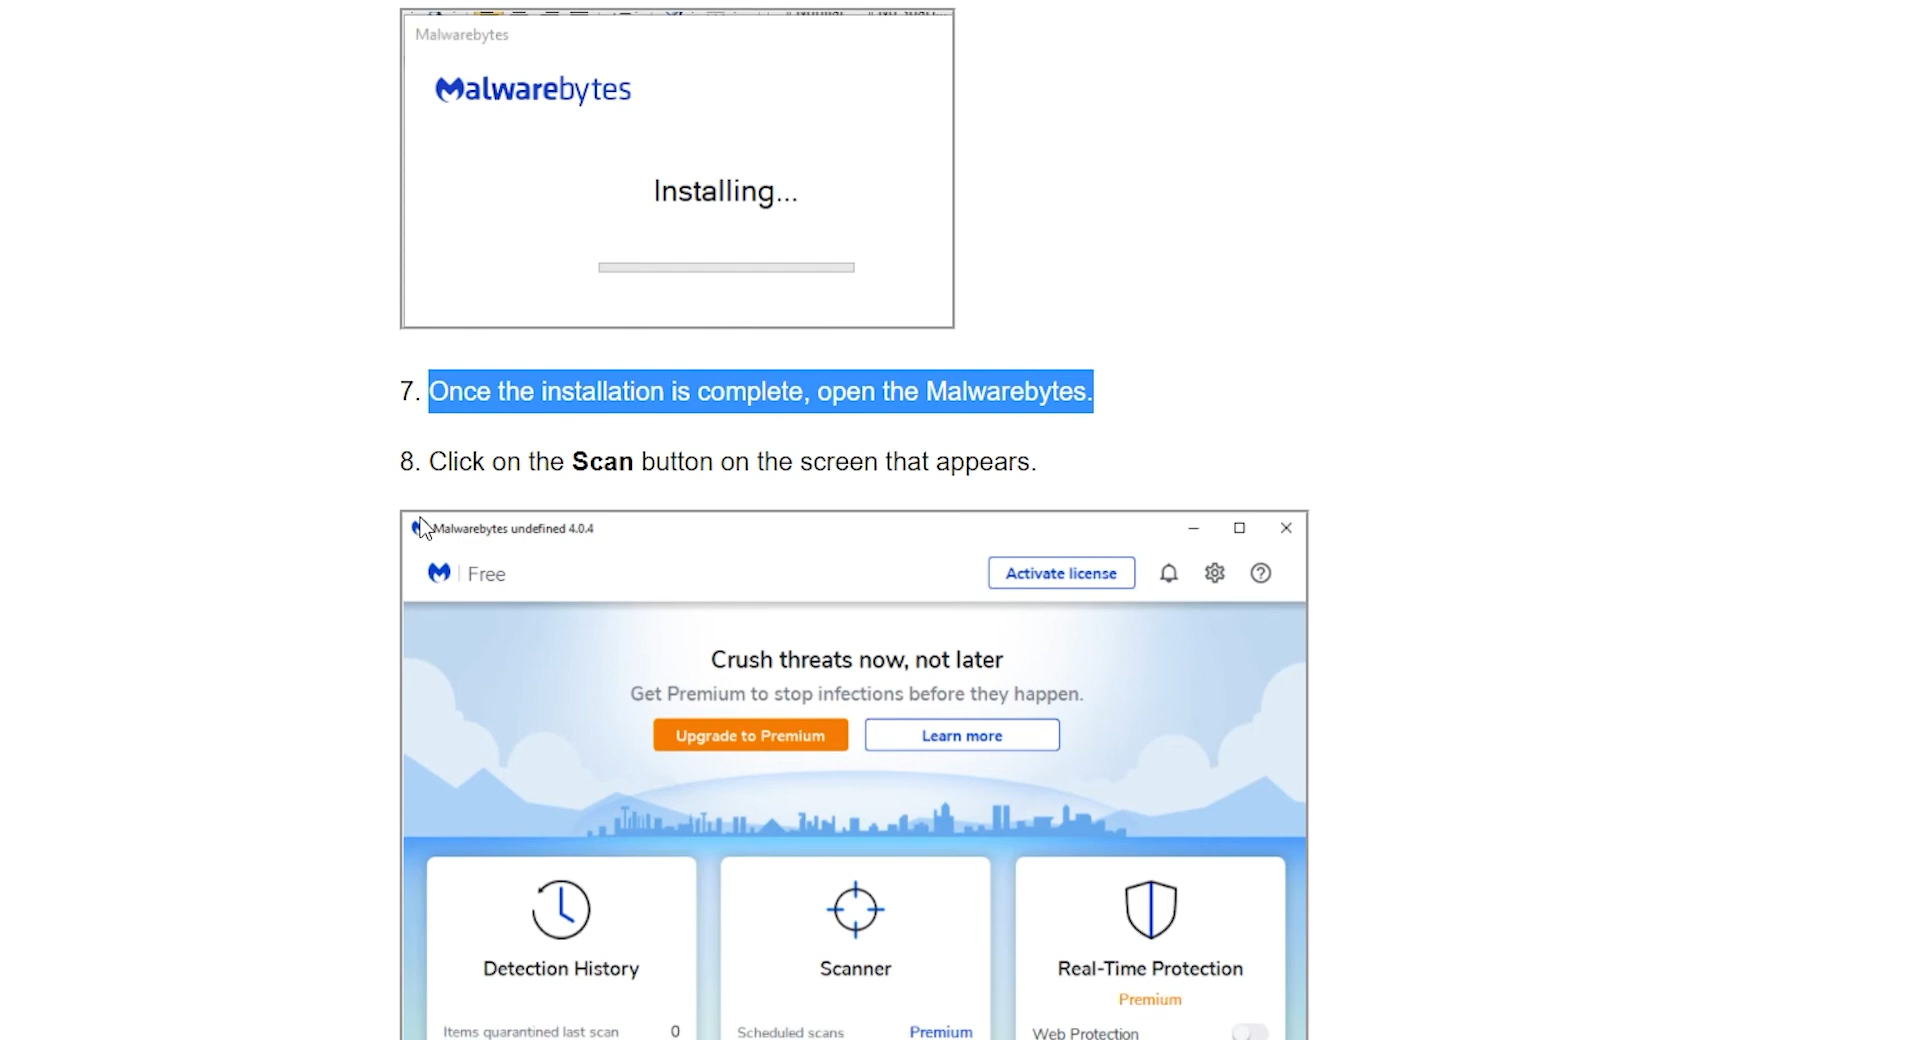 Malwarebytes
Malwarebytes
Installing...
7. Once the installation is complete, open the Malwarebytes.
8. Click on the Scan button on the screen that appears.
Malwarebytes undefined 4.0.4
Free
Activate license
Crush threats now, not later
Get Premium to stop infections before they happen.
Upgrade to Premium
Learn more
Detection History
Scanner
Real-Time Protection
Premium
Items quarantined last scan 0
Scheduled scans Premium
Web Protection